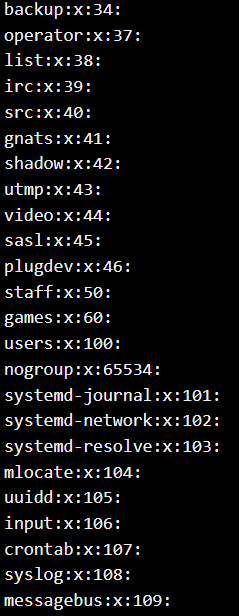 backup:x:34:
operator:x:37:
list:x:38:
irc:x:39:
src:x:40:
gnats:x:41:
shadow:x:42:
utmp:x:43:
video:x:44:
sasl:x:45:
plugdev:x:46:
staff:x:50:
games:x:60:
users:x:100:
nogroup:x:65534:
systemd-journal:x:101:
systemd-network:x:102:
systemd-resolve:x:103:
mlocate:x:104:
uuidd:x:105:
input:x:106:
crontab:x:107:
syslog:x:108:
messagebus:x:109: